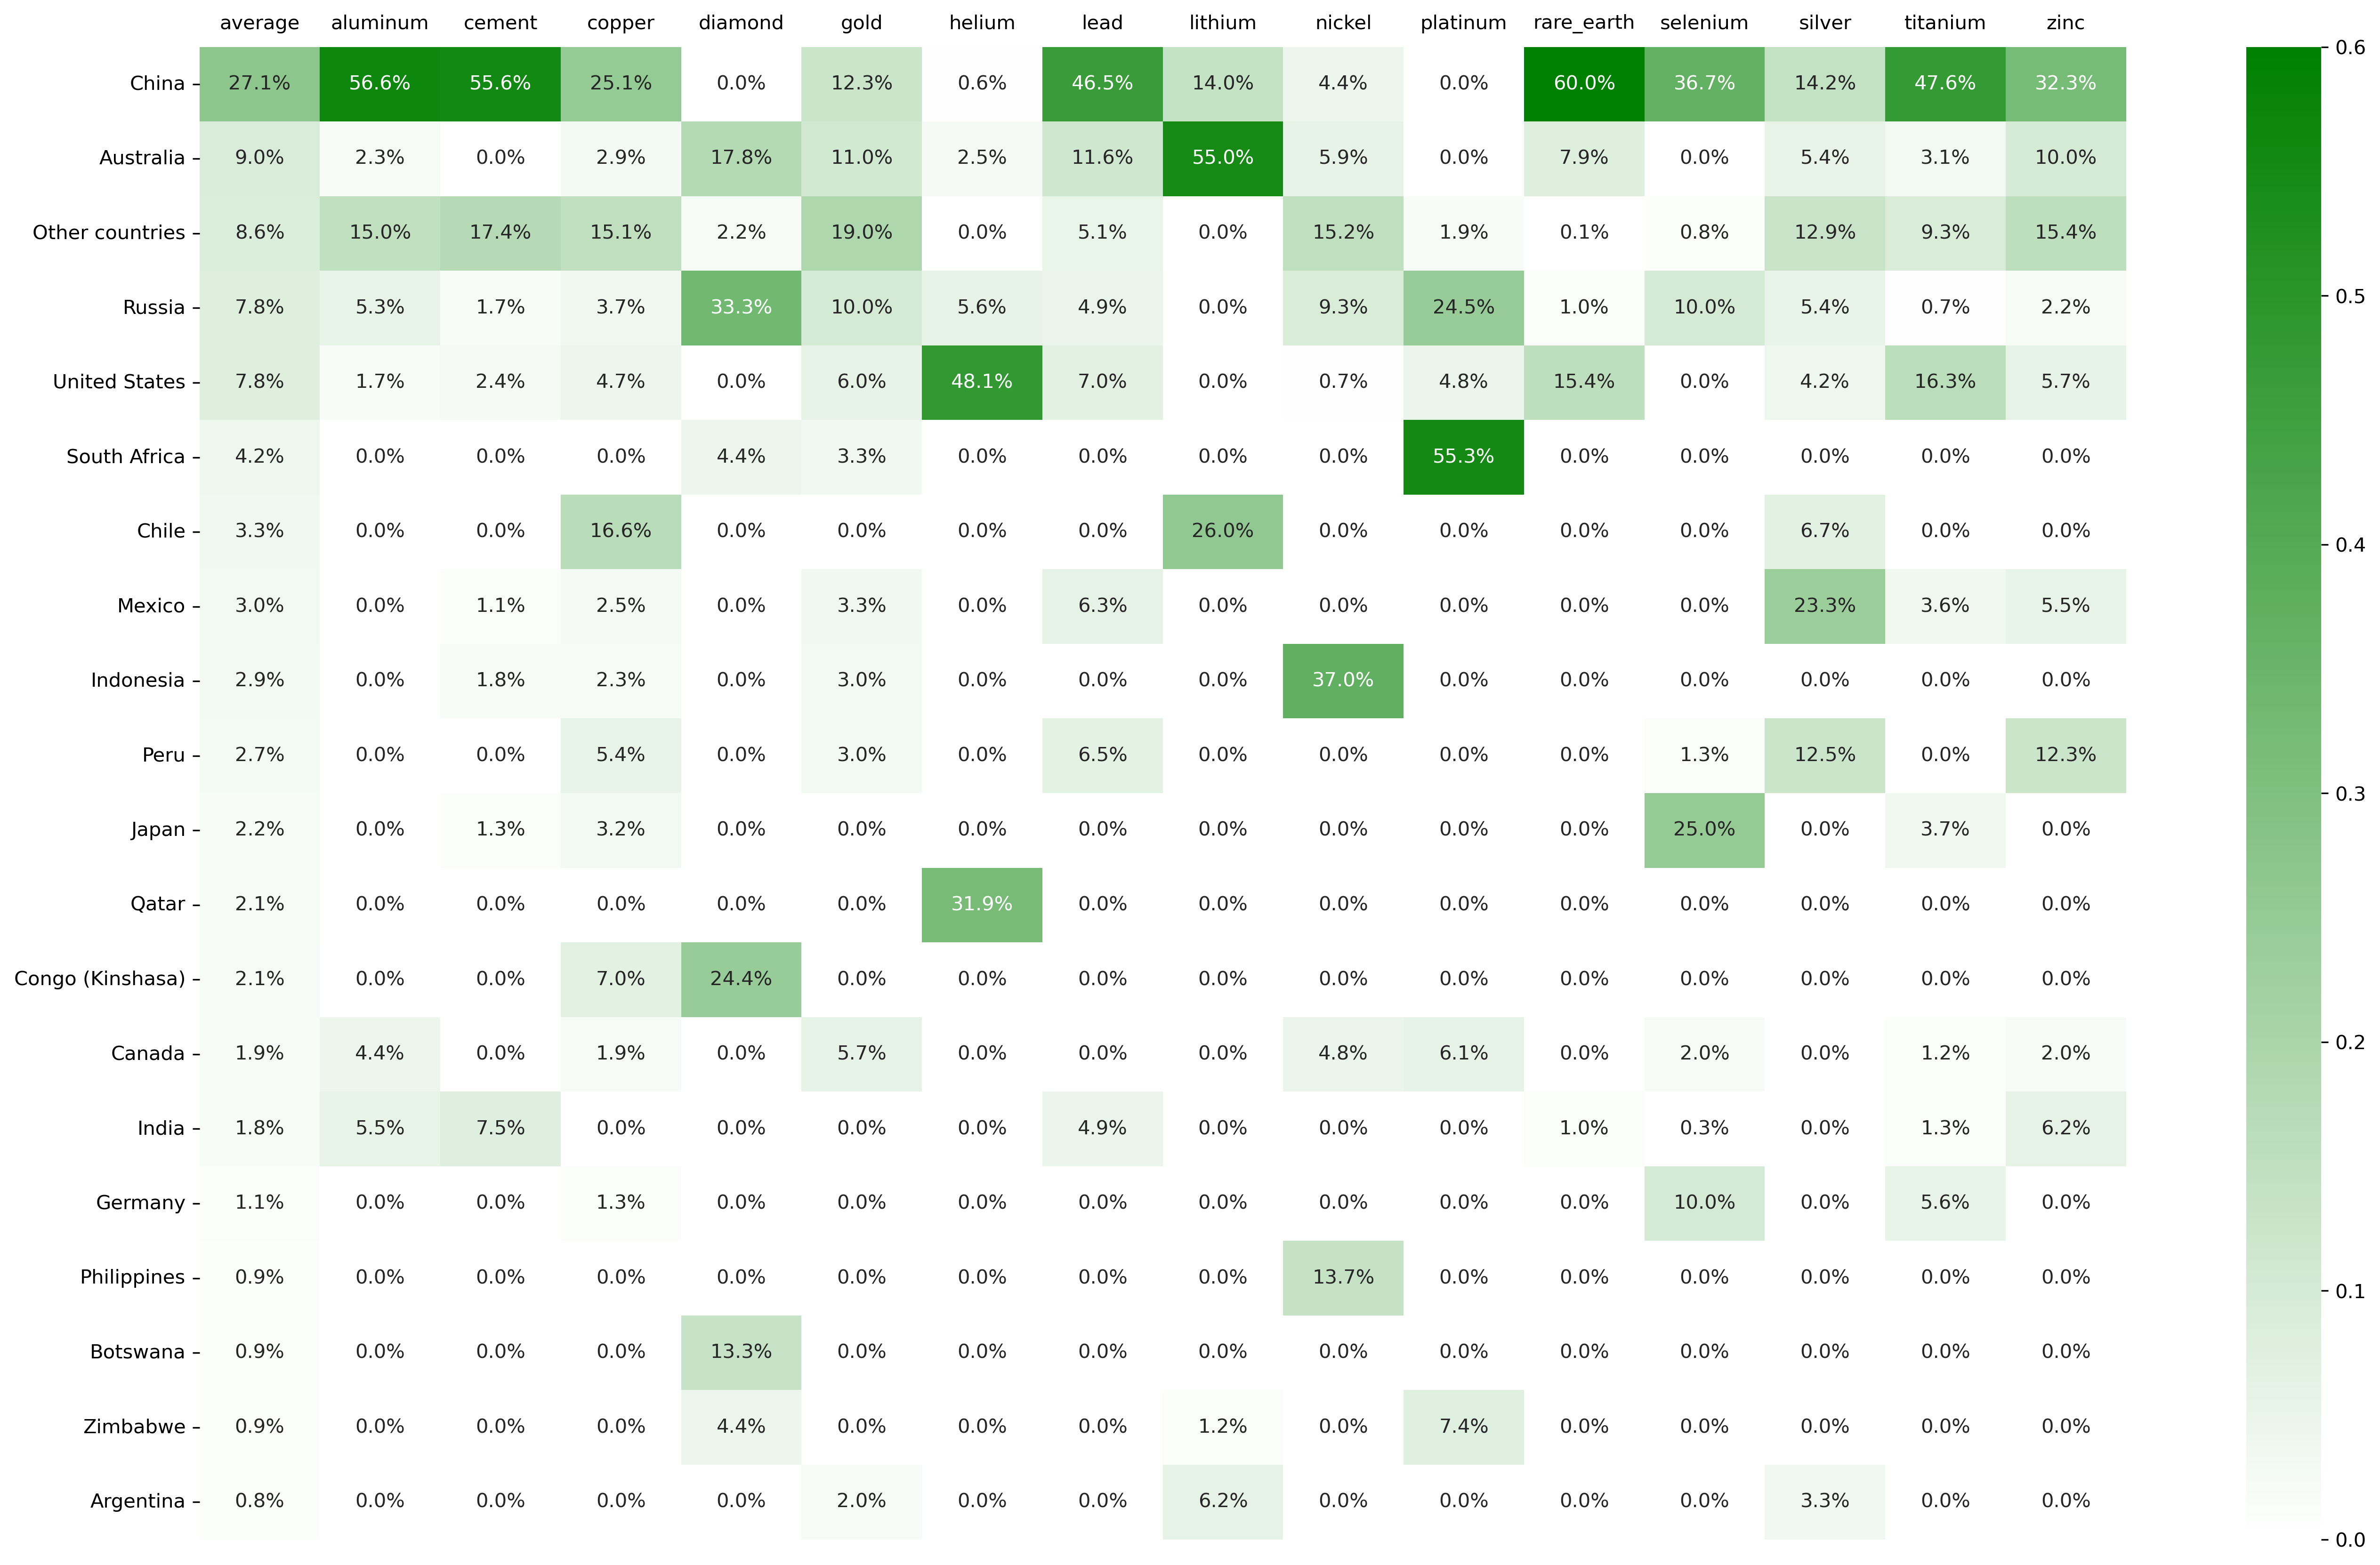 average aluminum cement copper diamond gold helium lead lithium nickel platinum rare_earth selenium silver titanium zinc
China 27.1% 56.6% 55.6% 25.1% 0.0% 12.3% 0.6% 46.5% 14.0% 4.4% 0.0% 60.0% 36.7% 14.2% 47.6% 32.3%
Australia 9.0% 2.3% 0.0% 2.9% 17.8% 11.0% 2.5% 11.6% 55.0% 5.9% 0.0% 7.9% 0.0% 5.4% 3.1% 10.0%
Other countries 8.6% 15.0% 17.4% 15.1% 2.2% 19.0% 0.0% 5.1% 0.0% 15.2% 1.9% 0.1% 0.8% 12.9% 9.3% 15.4%
Russia 7.8% 5.3% 1.7% 3.7% 33.3% 10.0% 5.6% 4.9% 0.0% 9.3% 24.5% 1.0% 10.0% 5.4% 0.7% 2.2%
United States 7.8% 1.7% 2.4% 4.7% 0.0% 6.0% 48.1% 7.0% 0.0% 0.7% 4.8% 15.4% 0.0% 4.2% 16.3% 5.7%
South Africa 4.2% 0.0% 0.0% 0.0% 4.4% 3.3% 0.0% 0.0% 0.0% 0.0% 55.3% 0.0% 0.0% 0.0% 0.0% 0.0%
Chile 3.3% 0.0% 0.0% 16.6% 0.0% 0.0% 0.0% 0.0% 26.0% 0.0% 0.0% 0.0% 0.0% 6.7% 0.0% 0.0%
Mexico 3.0% 0.0% 1.1% 2.5% 0.0% 3.3% 0.0% 6.3% 0.0% 0.0% 0.0% 0.0% 0.0% 23.3% 3.6% 5.5%
Indonesia 2.9% 0.0% 1.8% 2.3% 0.0% 3.0% 0.0% 0.0% 0.0% 37.0% 0.0% 0.0% 0.0% 0.0% 0.0% 0.0%
Peru 2.7% 0.0% 0.0% 5.4% 0.0% 3.0% 0.0% 6.5% 0.0% 0.0% 0.0% 0.0% 1.3% 12.5% 0.0% 12.3%
Japan 2.2% 0.0% 1.3% 3.2% 0.0% 0.0% 0.0% 0.0% 0.0% 0.0% 0.0% 0.0% 25.0% 0.0% 3.7% 0.0%
Qatar 2.1% 0.0% 0.0% 0.0% 0.0% 0.0% 31.9% 0.0% 0.0% 0.0% 0.0% 0.0% 0.0% 0.0% 0.0% 0.0%
Congo (Kinshasa) 2.1% 0.0% 0.0% 7.0% 24.4% 0.0% 0.0% 0.0% 0.0% 0.0% 0.0% 0.0% 0.0% 0.0% 0.0% 0.0%
Canada 1.9% 4.4% 0.0% 1.9% 0.0% 5.7% 0.0% 0.0% 0.0% 4.8% 6.1% 0.0% 2.0% 0.0% 1.2% 2.0%
India 1.8% 5.5% 7.5% 0.0% 0.0% 0.0% 0.0% 4.9% 0.0% 0.0% 0.0% 1.0% 0.3% 0.0% 1.3% 6.2%
Germany 1.1% 0.0% 0.0% 1.3% 0.0% 0.0% 0.0% 0.0% 0.0% 0.0% 0.0% 0.0% 10.0% 0.0% 5.6% 0.0%
Philippines 0.9% 0.0% 0.0% 0.0% 0.0% 0.0% 0.0% 0.0% 0.0% 13.7% 0.0% 0.0% 0.0% 0.0% 0.0% 0.0%
Botswana 0.9% 0.0% 0.0% 0.0% 13.3% 0.0% 0.0% 0.0% 0.0% 0.0% 0.0% 0.0% 0.0% 0.0% 0.0% 0.0%
Zimbabwe 0.9% 0.0% 0.0% 0.0% 4.4% 0.0% 0.0% 0.0% 1.2% 0.0% 7.4% 0.0% 0.0% 0.0% 0.0% 0.0%
Argentina 0.8% 0.0% 0.0% 0.0% 0.0% 2.0% 0.0% 0.0% 6.2% 0.0% 0.0% 0.0% 0.0% 3.3% 0.0% 0.0%
0.6
0.5
0.4
0.3
0.2
0.1
0.0